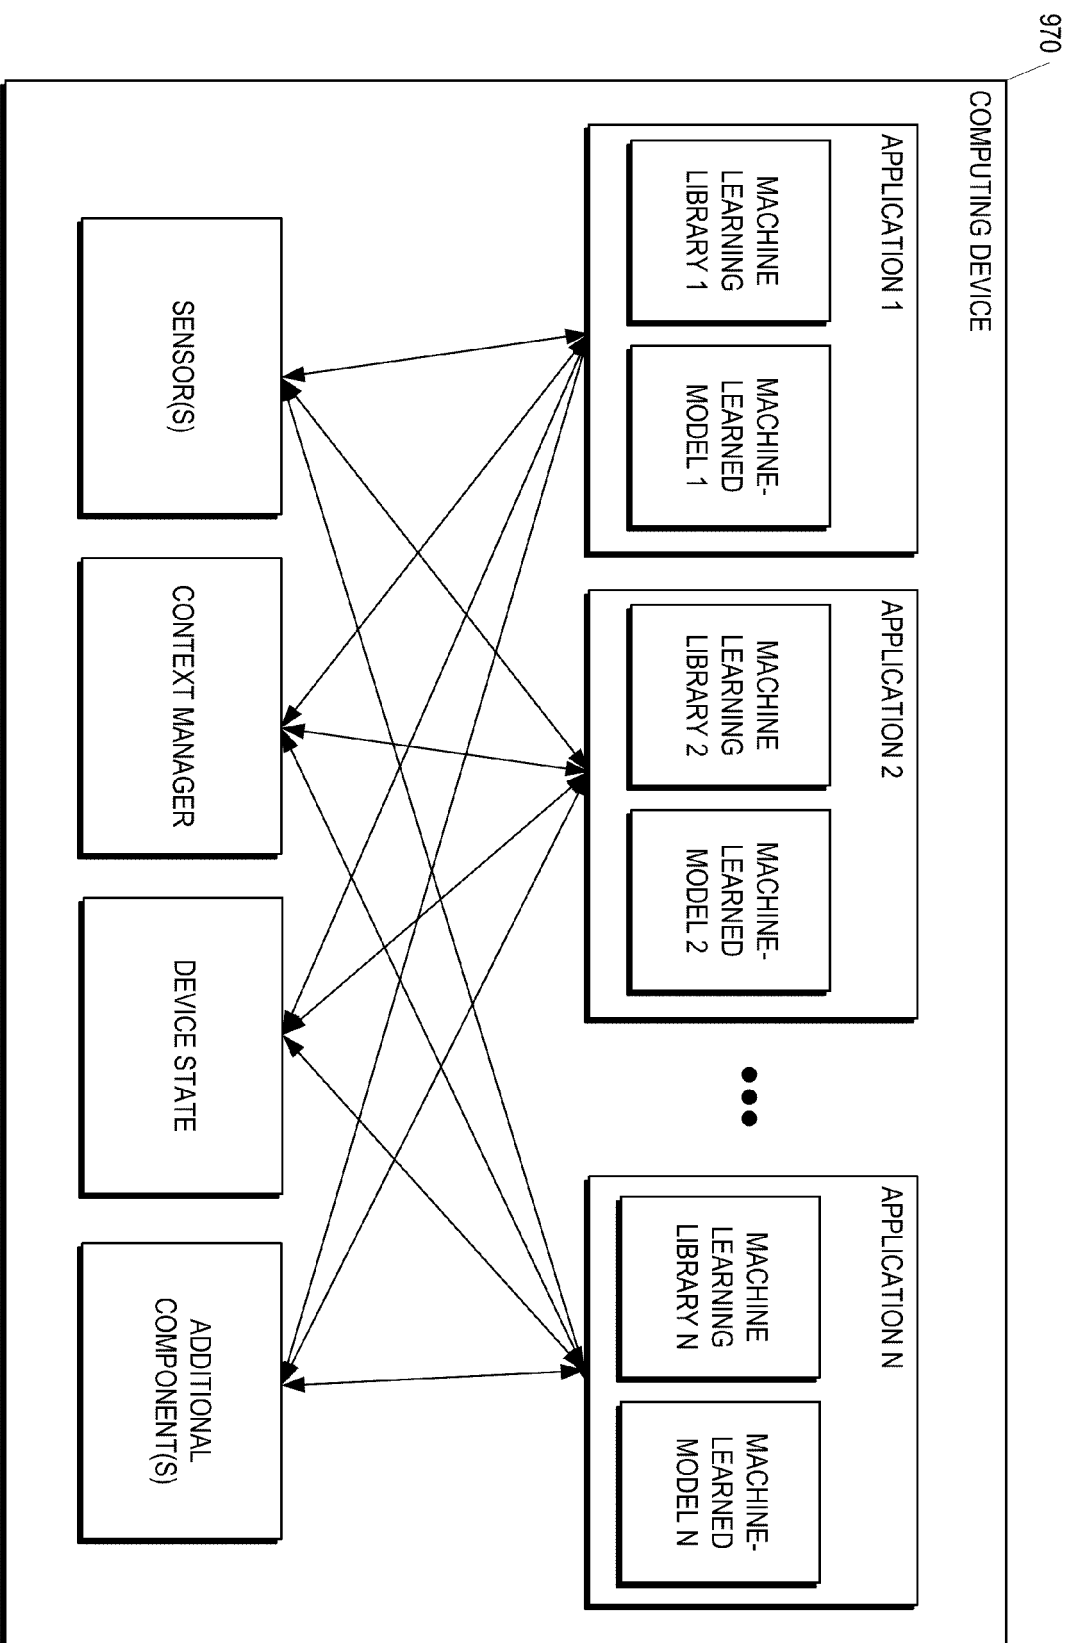 970
COMPUTING DEVICE
APPLICATION 1
MACHINE
LEARNING
LIBRARY 1
MACHINE-
LEARNED
MODEL 1
APPLICATION 2
MACHINE
LEARNING
LIBRARY 2
MACHINE-
LEARNED
MODEL 2
APPLICATION N
MACHINE
LEARNING
LIBRARY N
MACHINE-
LEARNED
MODEL N
SENSOR(S)
CONTEXT MANAGER
DEVICE STATE
ADDITIONAL
COMPONENT(S)